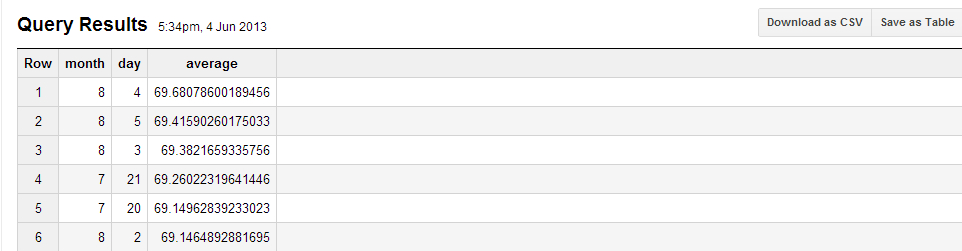 Query Results 5:34pm, 4 Jun 2013 Download as CSV Save as Table
Row month day average
1 8 4 69.68078600189456
2 8 5 69.41590260175033
3 8 3 69.3821659335756
4 7 21 69.26022319641446
5 7 20 69.14962839233023
6 8 2 69.1464892881695